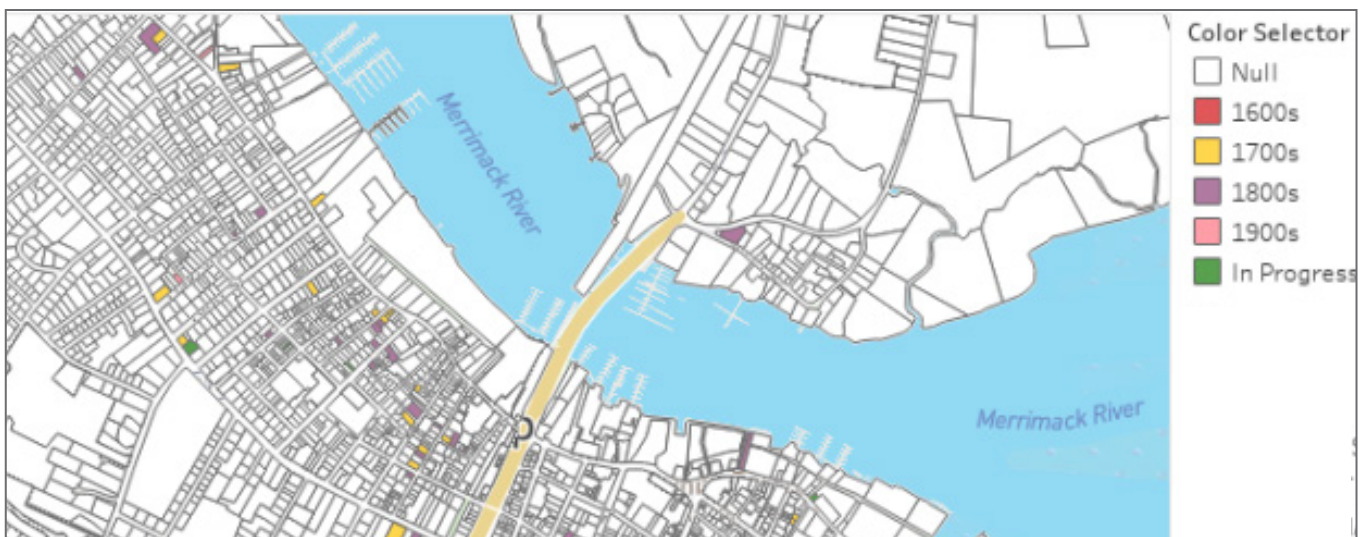 Color Selector
Null
1600s
1700s
1800s
1900s
In Progress
Merrimack River
Merrimack River
P